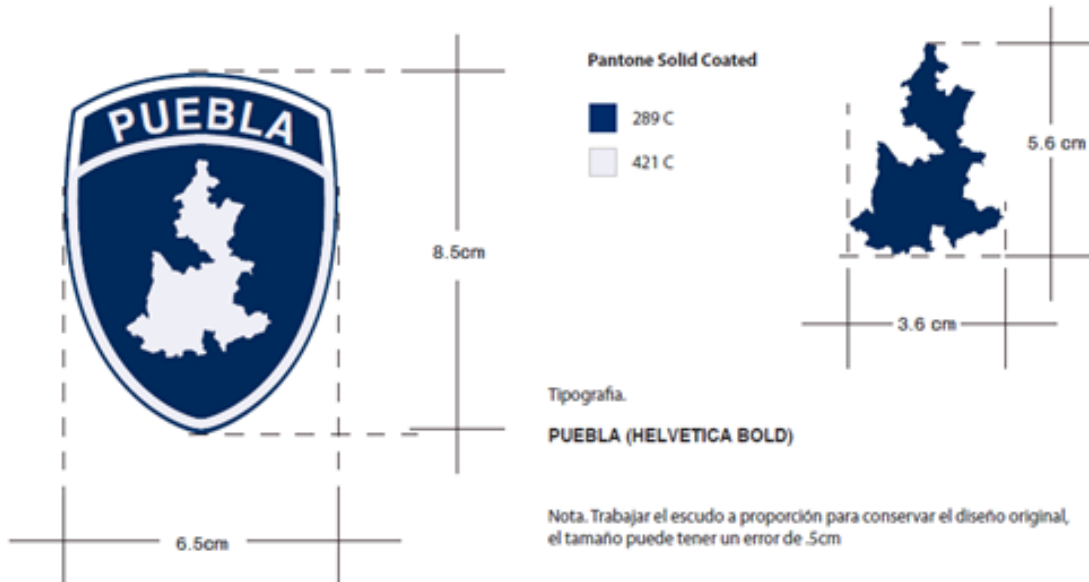 PUEBLA
8.5cm
6.5cm
Pantone Solid Coated
289 C
421 C
5.6 cm
3.6 cm
Tipografia.
PUEBLA (HELVETICA BOLD)
Nota. Trabajar el escudo a proporción para conservar el diseño original,
el tamaño puede tener un error de .5cm